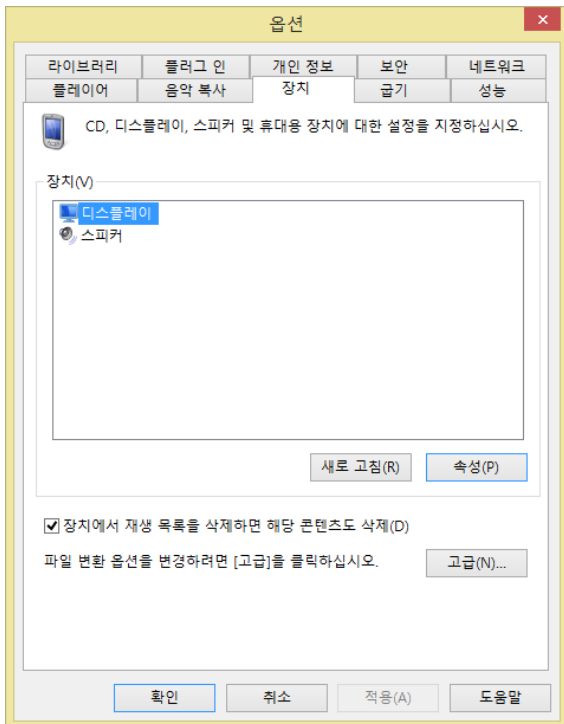 옵션
라이브러리 플러그 인 개인 정보 보안 네트워크
플레이어 음악 복사 장치 굽기 성능
CD, 디스플레이, 스피커 및 휴대용 장치에 대한 설정을 지정하십시오.
장치(V)
디스플레이
스피커
새로 고침(R) 속성(P)
장치에서 재생 목록을 삭제하면 해당 콘텐츠도 삭제(D)
파일 변환 옵션을 변경하려면 [고급]을 클릭하십시오. 고급(N)...
확인 취소 적용(A) 도움말